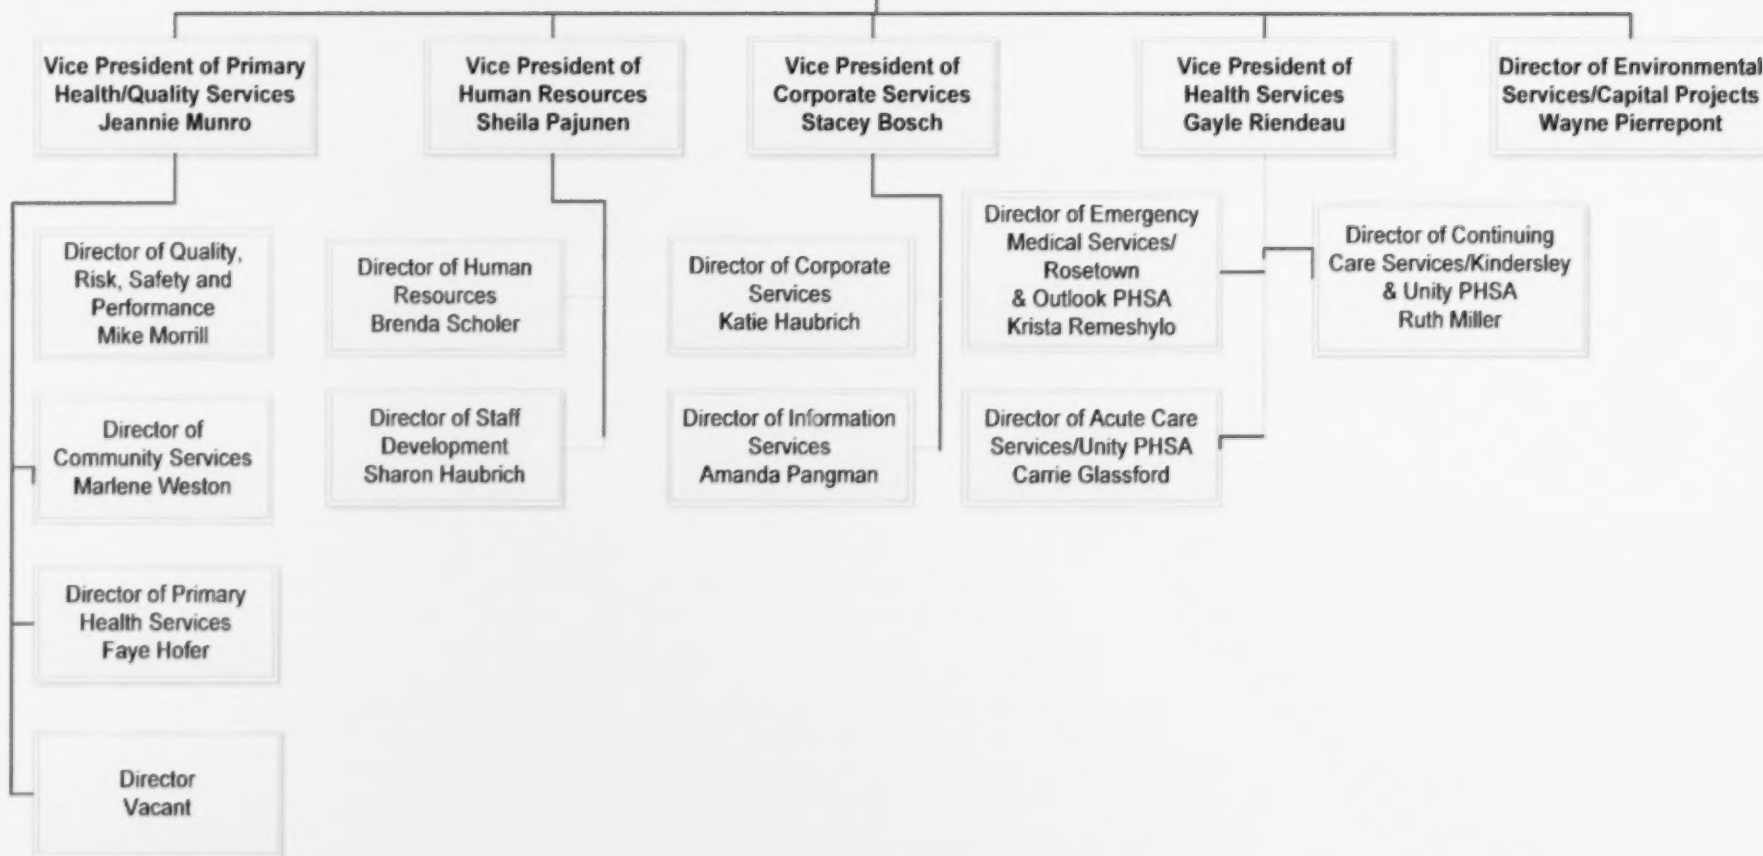 Vice President of Primary
Health/Quality Services
Jeannie Munro
Vice President of
Human Resources
Sheila Pajunen
Vice President of
Corporate Services
Stacey Bosch
Vice President of
Health Services
Gayle Riendeau
Director of Environmental
Services/Capital Projects
Wayne Pierrepont
Director of Quality,
Risk, Safety and
Performance
Mike Morrill
Director of Human
Resources
Brenda Scholer
Director of Corporate
Services
Katie Haubrich
Director of Emergency
Medical Services/
Rosetown
& Outlook PHSA
Krista Remeshylo
Director of Continuing
Care Services/Kindersley
& Unity PHSA
Ruth Miller
Director of
Community Services
Marlene Weston
Director of Staff
Development
Sharon Haubrich
Director of Information
Services
Amanda Pangman
Director of Acute Care
Services/Unity PHSA
Carrie Glassford
Director of Primary
Health Services
Faye Hofer
Director
Vacant